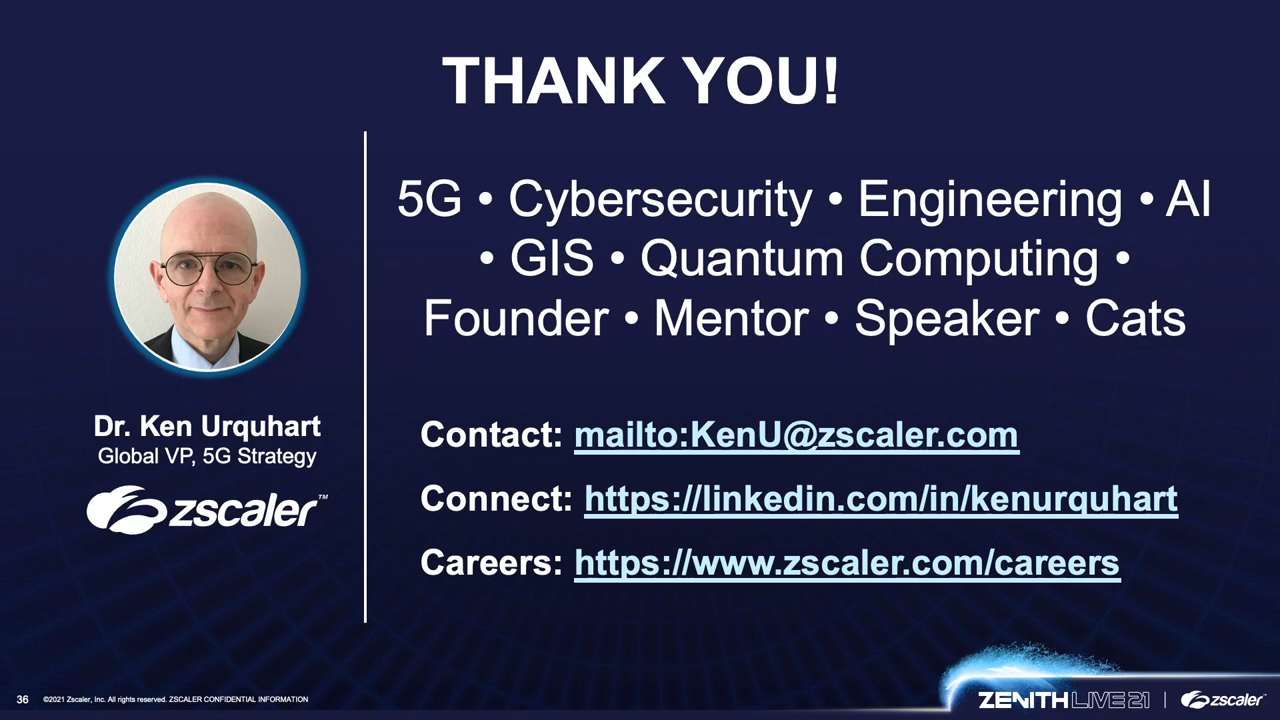 THANK YOU!
5G • Cybersecurity • Engineering • AI
• GIS • Quantum Computing •
Founder • Mentor • Speaker • Cats
Dr. Ken Urquhart
Global VP, 5G Strategy
zscaler™
Contact: mailto:KenU@zscaler.com
Connect: https://linkedin.com/in/kenurquhart
Careers: https://www.zscaler.com/careers
36 ©2021 Zscaler, Inc. All rights reserved. ZSCALER CONFIDENTIAL INFORMATION
ZENITH LIVE 21 | zscaler™